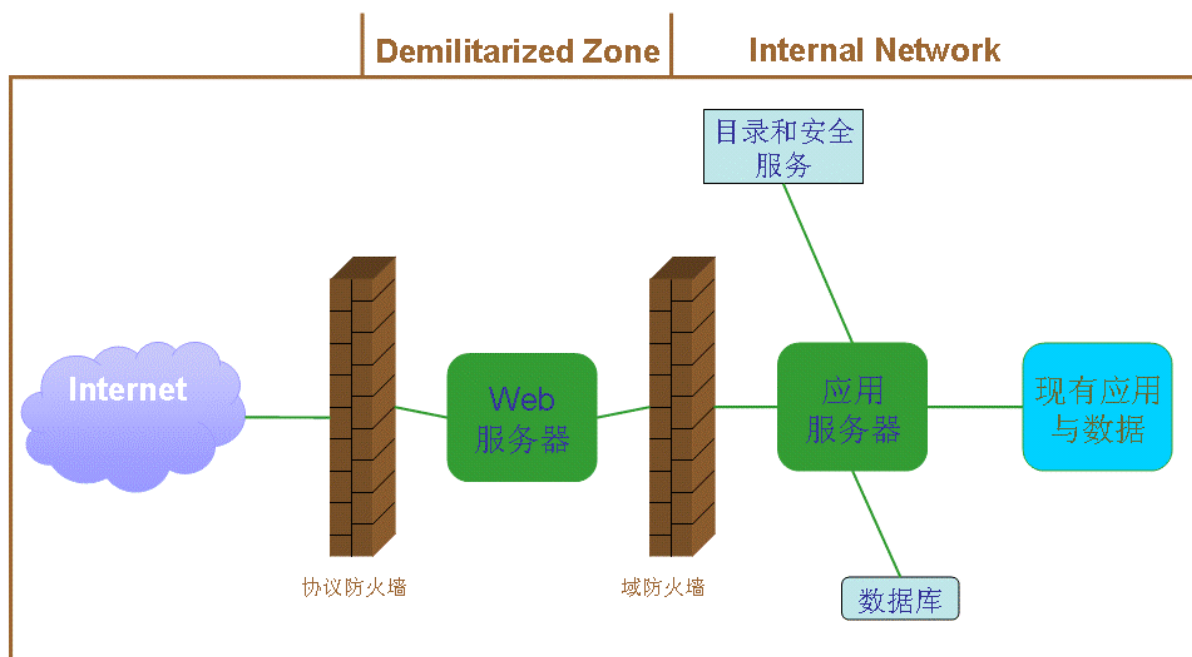 Demilitarized Zone
Internal Network
目录和安全
服务
Internet
Web
服务器
应用
服务器
现有应用
与数据
协议防火墙
域防火墙
数据库